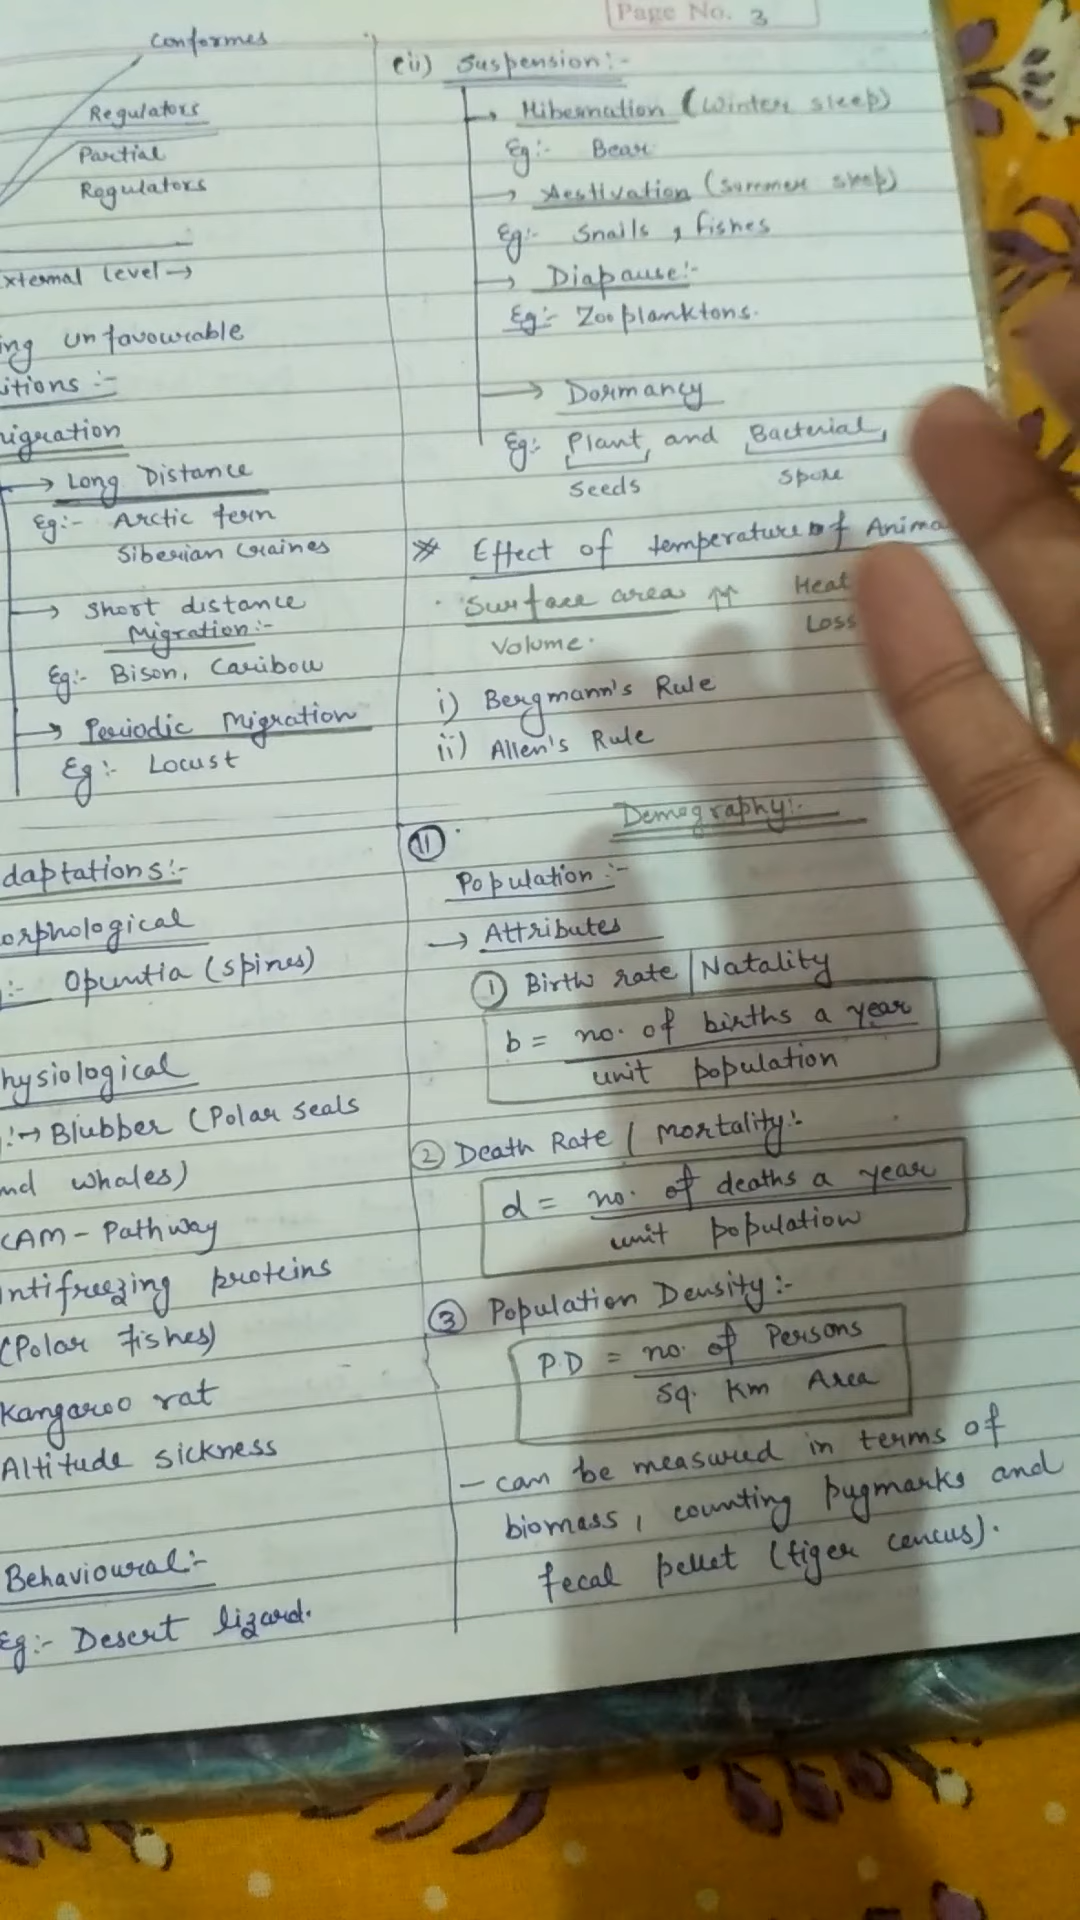 Page No. 3
Conformes
Regulators
Partial
Regulators
xternal level →
ing unfavourable
itions :-
nigration
→ Long Distance
Eg:- Arctic tern
Siberian Craines
→ Short distance
Migration:-
Eg:- Bison, Caribou
→ Periodic Migration
Eg:- Locust
daptations:-
orphological
:- Opuntia (spines)
hysiological
:→ Blubber (Polar seals
nd whales)
CAM - Pathway
ntifreezing proteins
(Polar Fishes)
Kangaroo rat
Altitude sickness
Behavioural:-
Eg:- Desert lizard.
(ii) Suspension:-
→ Hibernation (Winter sleep)
Eg:- Bear
→ Aestivation (Summer sleep)
Eg:- Snails, fishes
→ Diapause:-
Eg:- Zooplanktons.
→ Dormancy
Eg:- Plant, and Bacterial,
seeds spore
* Effect of temperature of Anima
Surface area ↑↑ Heat
Volume. Loss
i) Bergmann's Rule
ii) Allen's Rule
Demography:-
11
Population:-
→ Attributes
① Birth rate | Natality
b = no. of births a year
unit population
② Death Rate / Mortality:-
d = no. of deaths a year
unit population
③ Population Density:-
P.D = no. of Persons
Sq. Km Area
- can be measured in terms of
biomass, counting pugmarks and
fecal pellet (tiger cencus).